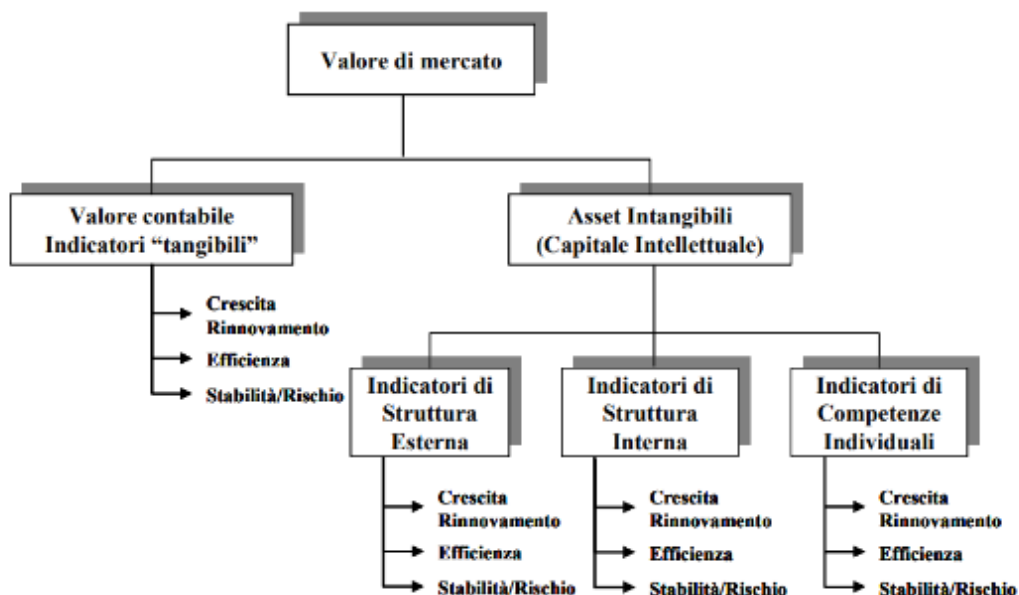 Valore di mercato
Valore contabile
Indicatori “tangibili”
Asset Intangibili
(Capitale Intellettuale)
Crescita
Rinnovamento
Efficienza
Stabilità/Rischio
Indicatori di
Struttura
Esterna
Indicatori di
Struttura
Interna
Indicatori di
Competenze
Individuali
Crescita
Rinnovamento
Efficienza
Stabilità/Rischio
Crescita
Rinnovamento
Efficienza
Stabilità/Rischio
Crescita
Rinnovamento
Efficienza
Stabilità/Rischio